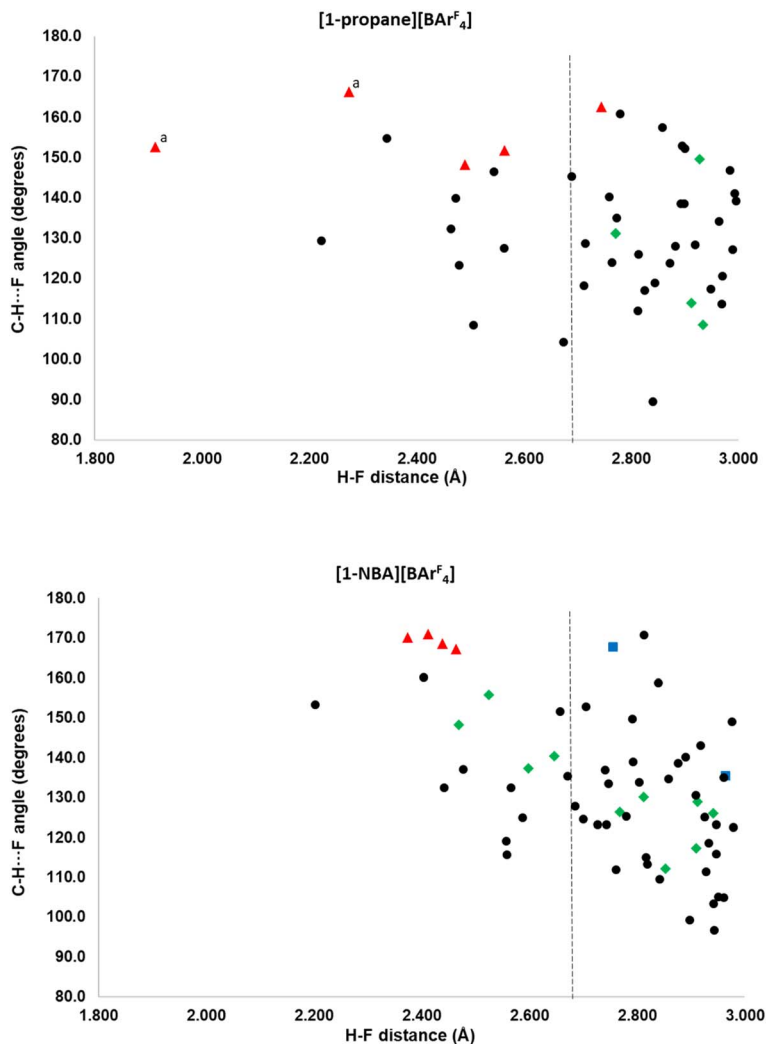 [1-propane][BArF4]
180.0
170.0
160.0
150.0
140.0
130.0
120.0
110.0
100.0
90.0
80.0
C-H···F angle (degrees)
a
a
1.800 2.000 2.200 2.400 2.600 2.800 3.000
H-F distance (Å)
[1-NBA][BArF4]
180.0
170.0
160.0
150.0
140.0
130.0
120.0
110.0
100.0
90.0
80.0
C-H···F angle (degrees)
1.800 2.000 2.200 2.400 2.600 2.800 3.000
H-F distance (Å)